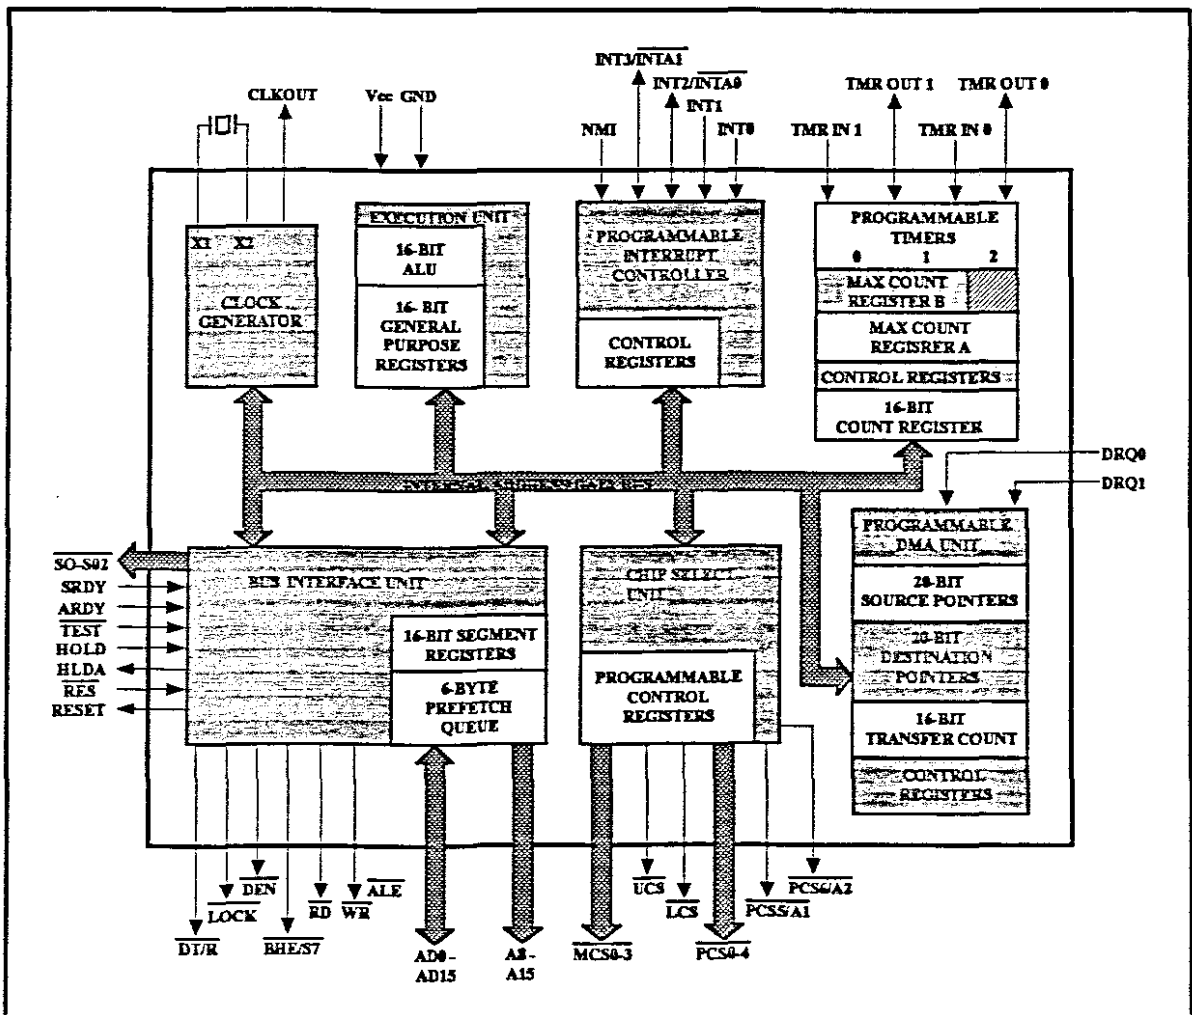 INT3/INTA1
INT2/INTA0
INT1
NMI
INT0
CLKOUT
Vcc GND
TMR OUT 1
TMR OUT 0
TMR IN 1
TMR IN 0
X1 X2
CLOCK
GENERATOR
EXECUTION UNIT
16-BIT
ALU
16- BIT
GENERAL
PURPOSE
REGISTERS
PROGRAMMABLE
INTERRUPT
CONTROLLER
CONTROL
REGISTERS
PROGRAMMABLE
TIMERS
0 1 2
MAX COUNT
REGISTER B
MAX COUNT
REGISRER A
CONTROL REGISTERS
16-BIT
COUNT REGISTER
INTERNAL ADDRESS/DATA BUS
DRQ0
DRQ1
PROGRAMMABLE
DMA UNIT
20-BIT
SOURCE POINTERS
20-BIT
DESTINATION
POINTERS
16-BIT
TRANSFER COUNT
CONTROL
REGISTERS
SO-S02
SRDY
ARDY
TEST
HOLD
HLDA
RES
RESET
BUS INTERFACE UNIT
16-BIT SEGMENT
REGISTERS
6-BYTE
PREFETCH
QUEUE
CHIP SELECT
UNIT
PROGRAMMABLE
CONTROL
REGISTERS
DT/R
LOCK
DEN
BHE/S7
RD
WR
ALE
AD0 -
AD15
A8 -
A15
MCS0-3
UCS
LCS
PCS0-4
PCS5/A1
PCS6/A2